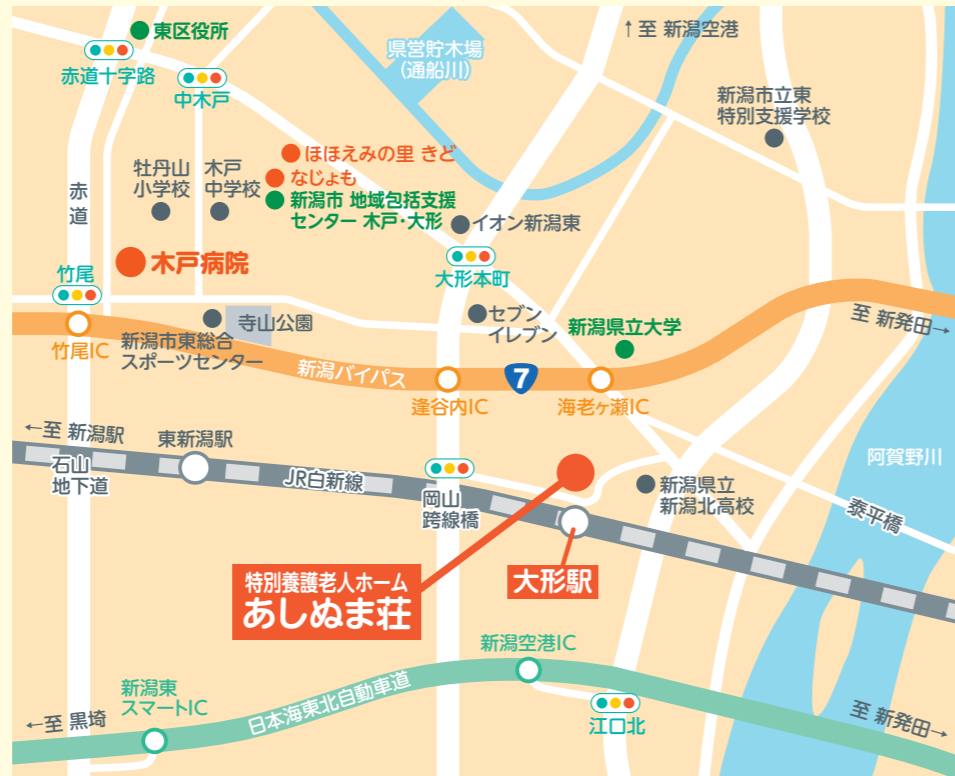 東区役所
↑至 新潟空港
県営貯木場
(通船川)
赤道十字路
中木戸
新潟市立東
特別支援学校
ほほえみの里 きど
なじょも
牡丹山
小学校
木戸
中学校
新潟市 地域包括支援
センター 木戸・大形
赤道
イオン新潟東
木戸病院
竹尾
大形本町
セブン
イレブン
寺山公園
新潟県立大学
至 新発田→
竹尾IC
新潟市東総合
スポーツセンター
新潟バイパス
7
逢谷内IC
海老ヶ瀬IC
←至 新潟駅
東新潟駅
石山
地下道
JR白新線
岡山
跨線橋
阿賀野川
新潟県立
新潟北高校
泰平橋
特別養護老人ホーム
あしぬま荘
大形駅
新潟空港IC
新潟東
スマートIC
日本海東北自動車道
←至 黒埼
江口北
至 新発田→